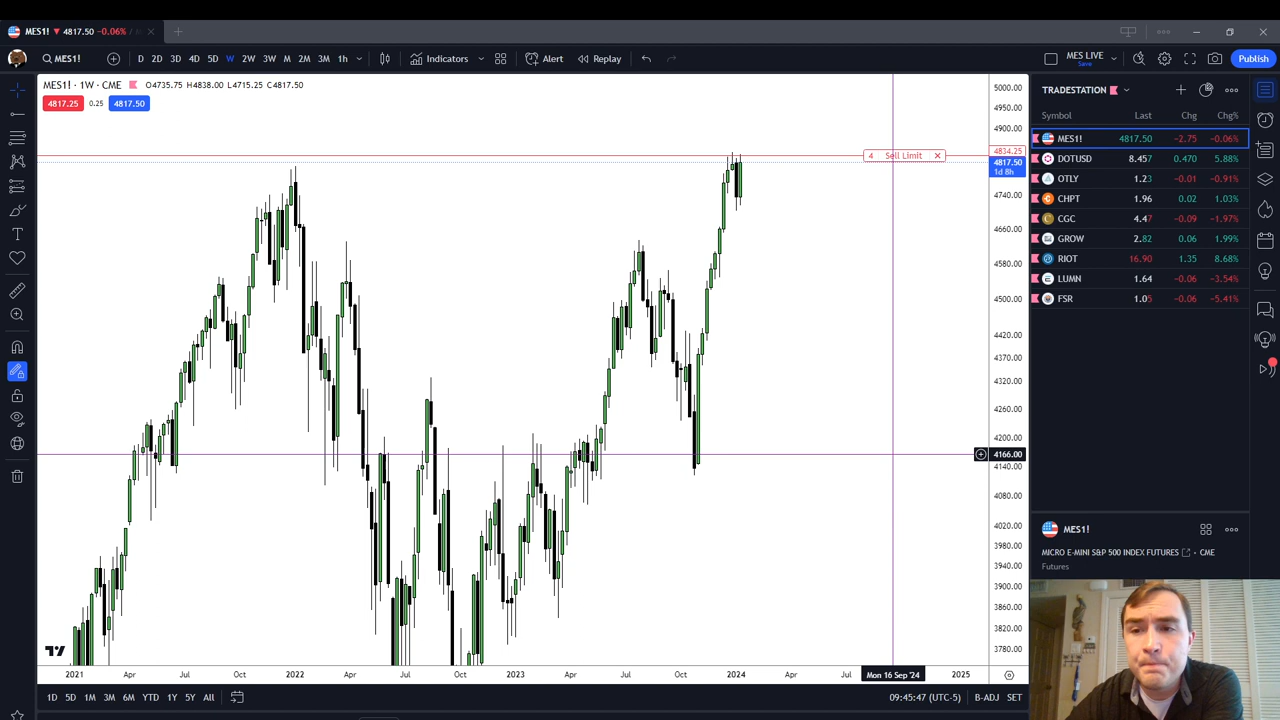 MES1! 4817.50 -0.06%
MES1! D 2D 3D 4D 5D W 2W 3W M 2M 3M 1h Indicators Alert Replay MES LIVE Save Publish
MES1! · 1W · CME O4735.75 H4838.00 L4715.25 C4817.50
4817.25 0.25 4817.50
4 Sell Limit
5000.00
4950.00
4900.00
4834.25
4817.50
1d 8h
4740.00
4660.00
4580.00
4500.00
4420.00
4370.00
4320.00
4260.00
4200.00
4166.00
4140.00
4080.00
4020.00
3980.00
3940.00
3900.00
3860.00
3820.00
3780.00
2021 Apr Jul Oct 2022 Apr Jul Oct 2023 Apr Jul Oct 2024 Apr Jul Mon 16 Sep '24 2025
1D 5D 1M 3M 6M YTD 1Y 5Y All 09:45:47 (UTC-5) B-ADJ SET
TRADESTATION
Symbol Last Chg Chg%
MES1! 4817.50 -2.75 -0.06%
DOTUSD 8.457 0.470 5.88%
OTLY 1.23 -0.01 -0.91%
CHPT 1.96 0.02 1.03%
CGC 4.47 -0.09 -1.97%
GROW 2.82 0.06 1.99%
RIOT 16.90 1.35 8.68%
LUMN 1.64 -0.06 -3.54%
FSR 1.05 -0.06 -5.41%
MES1!
MICRO E-MINI S&P 500 INDEX FUTURES · CME
Futures